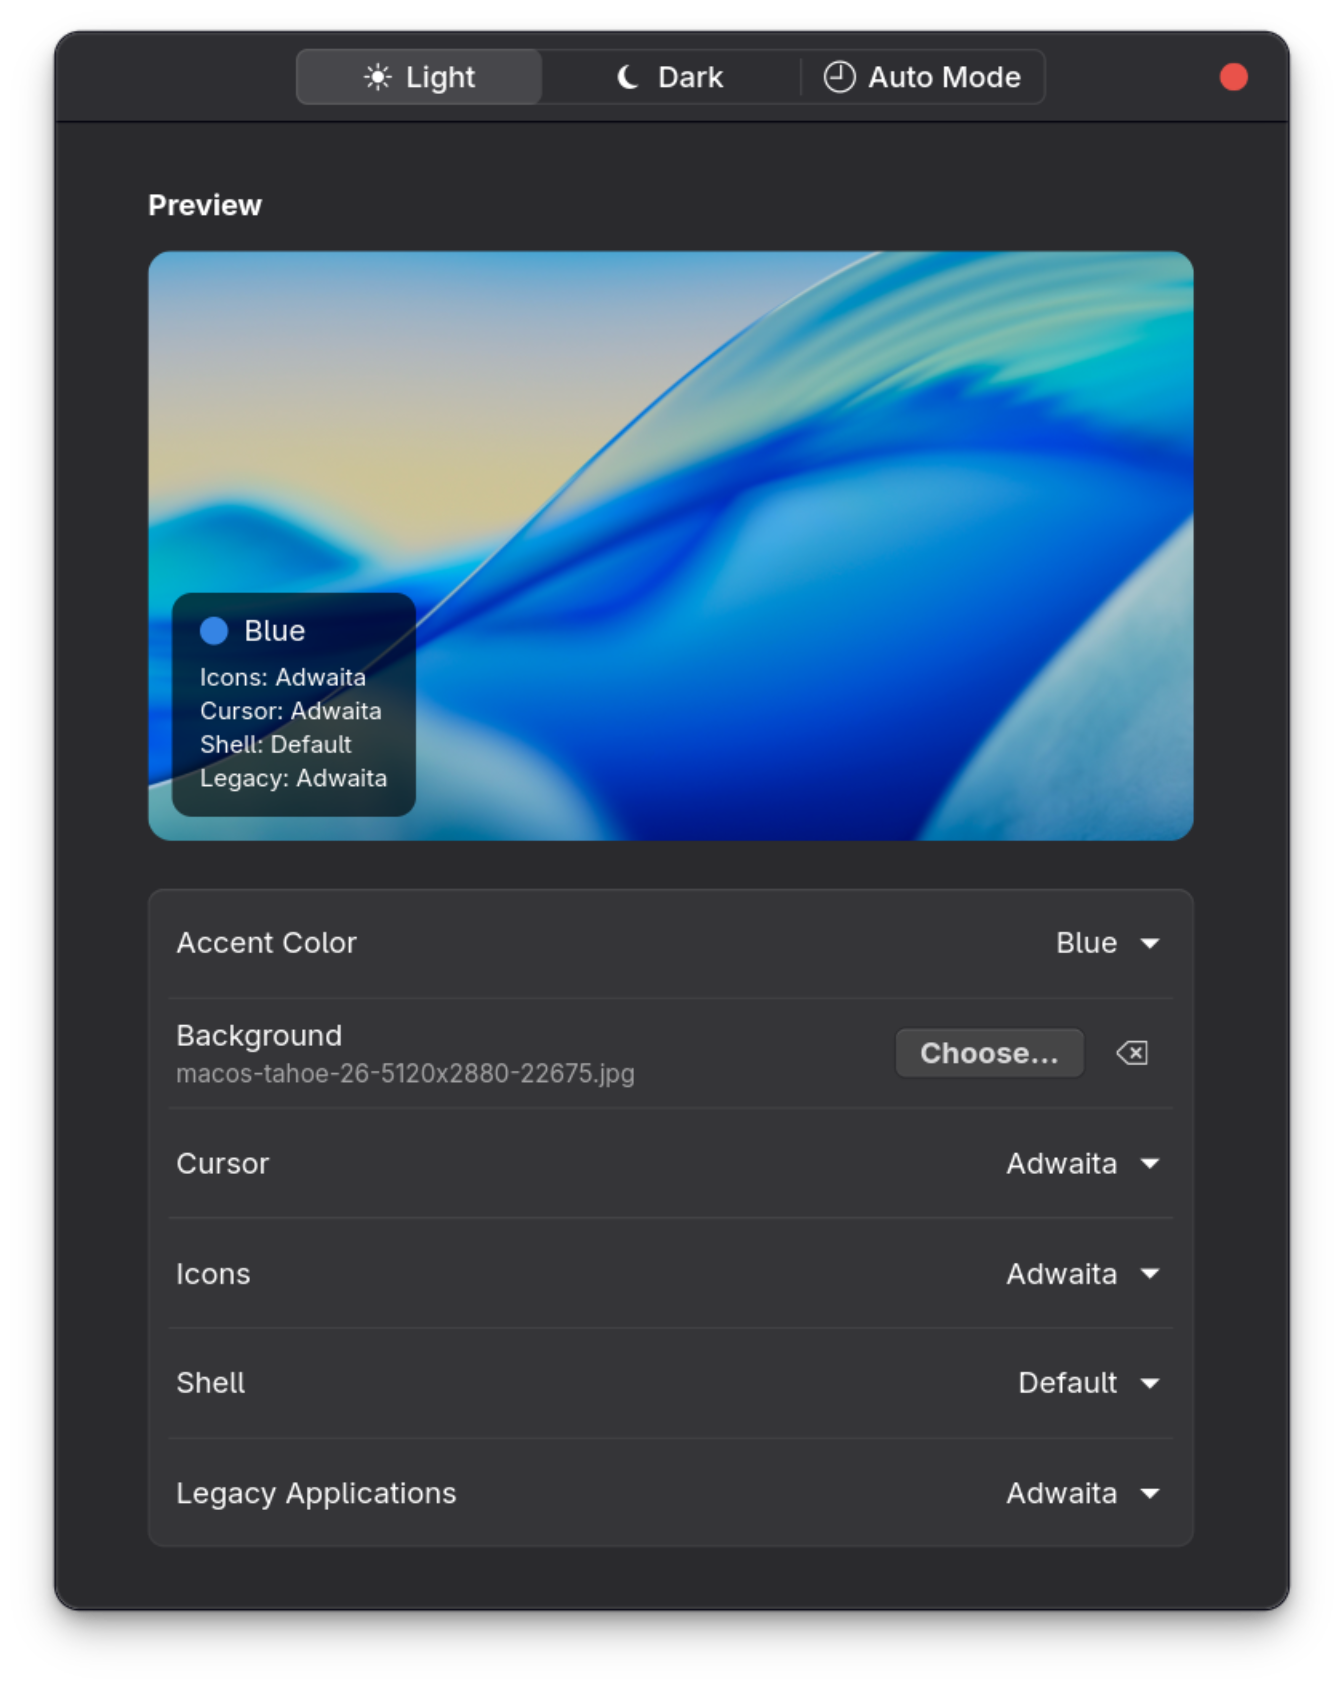 Light
Dark
Auto Mode
Preview
Blue
Icons: Adwaita
Cursor: Adwaita
Shell: Default
Legacy: Adwaita
Accent Color
Blue
Background
macos-tahoe-26-5120x2880-22675.jpg
Choose...
Cursor
Adwaita
Icons
Adwaita
Shell
Default
Legacy Applications
Adwaita